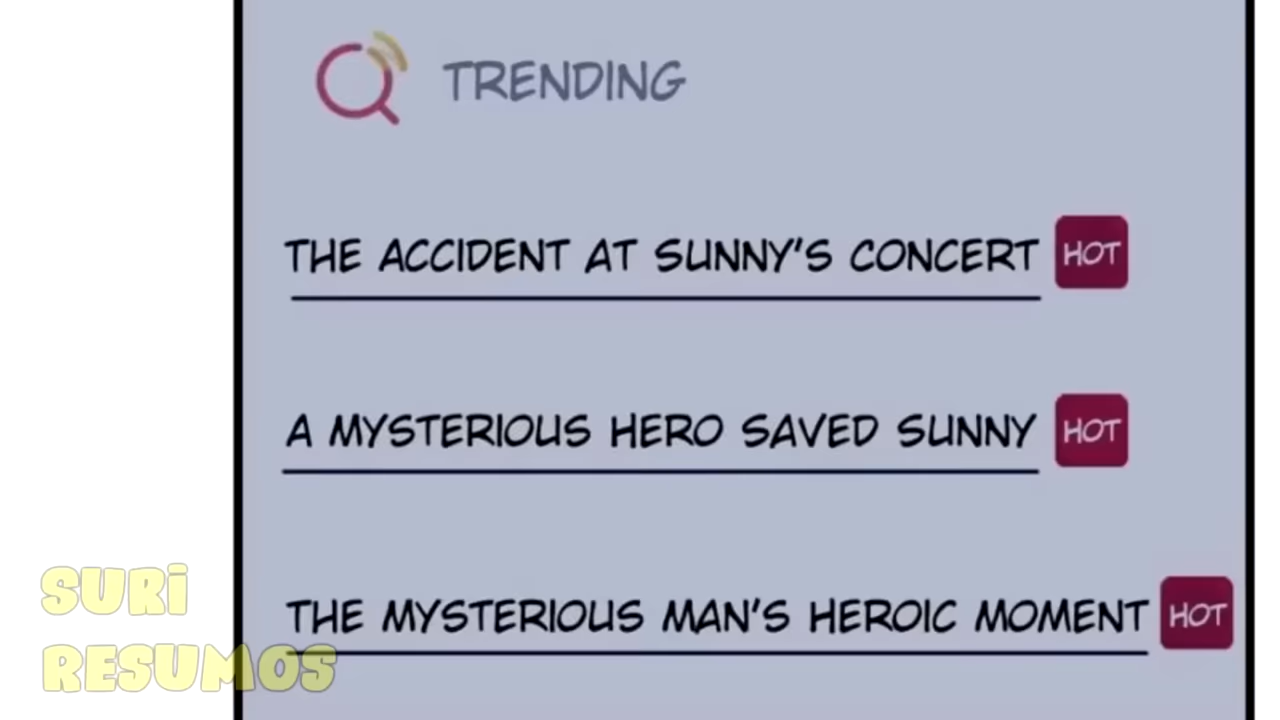 TRENDING
THE ACCIDENT AT SUNNY'S CONCERT HOT
A MYSTERIOUS HERO SAVED SUNNY HOT
THE MYSTERIOUS MAN'S HEROIC MOMENT HOT
SURi
RESUMOS